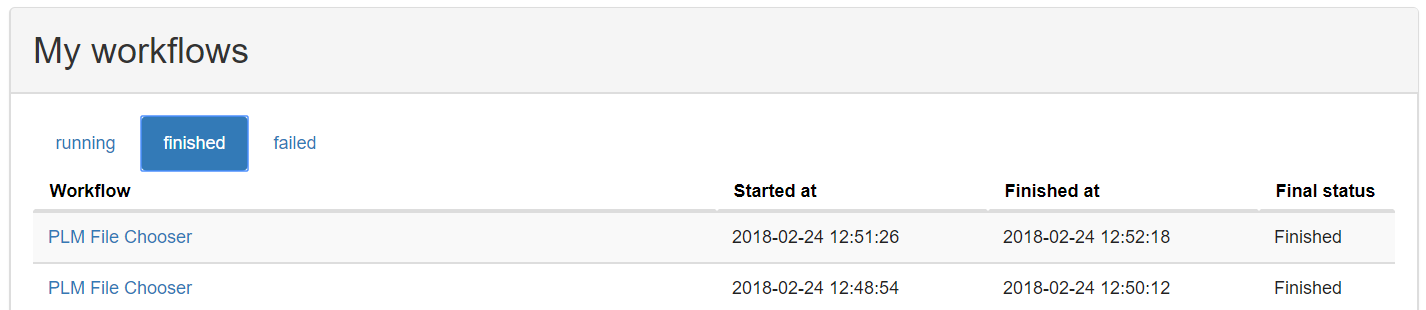 My workflows
running finished failed
Workflow Started at Finished at Final status
PLM File Chooser 2018-02-24 12:51:26 2018-02-24 12:52:18 Finished
PLM File Chooser 2018-02-24 12:48:54 2018-02-24 12:50:12 Finished